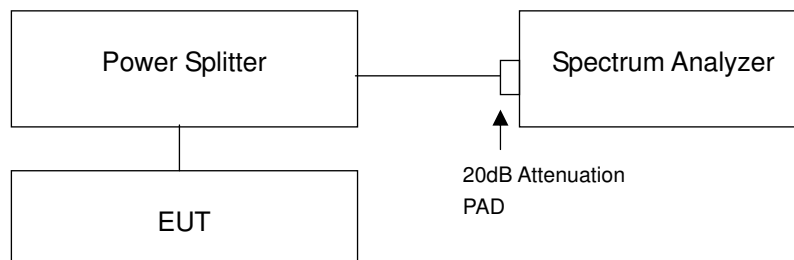 Power Splitter
Spectrum Analyzer
20dB Attenuation
PAD
EUT